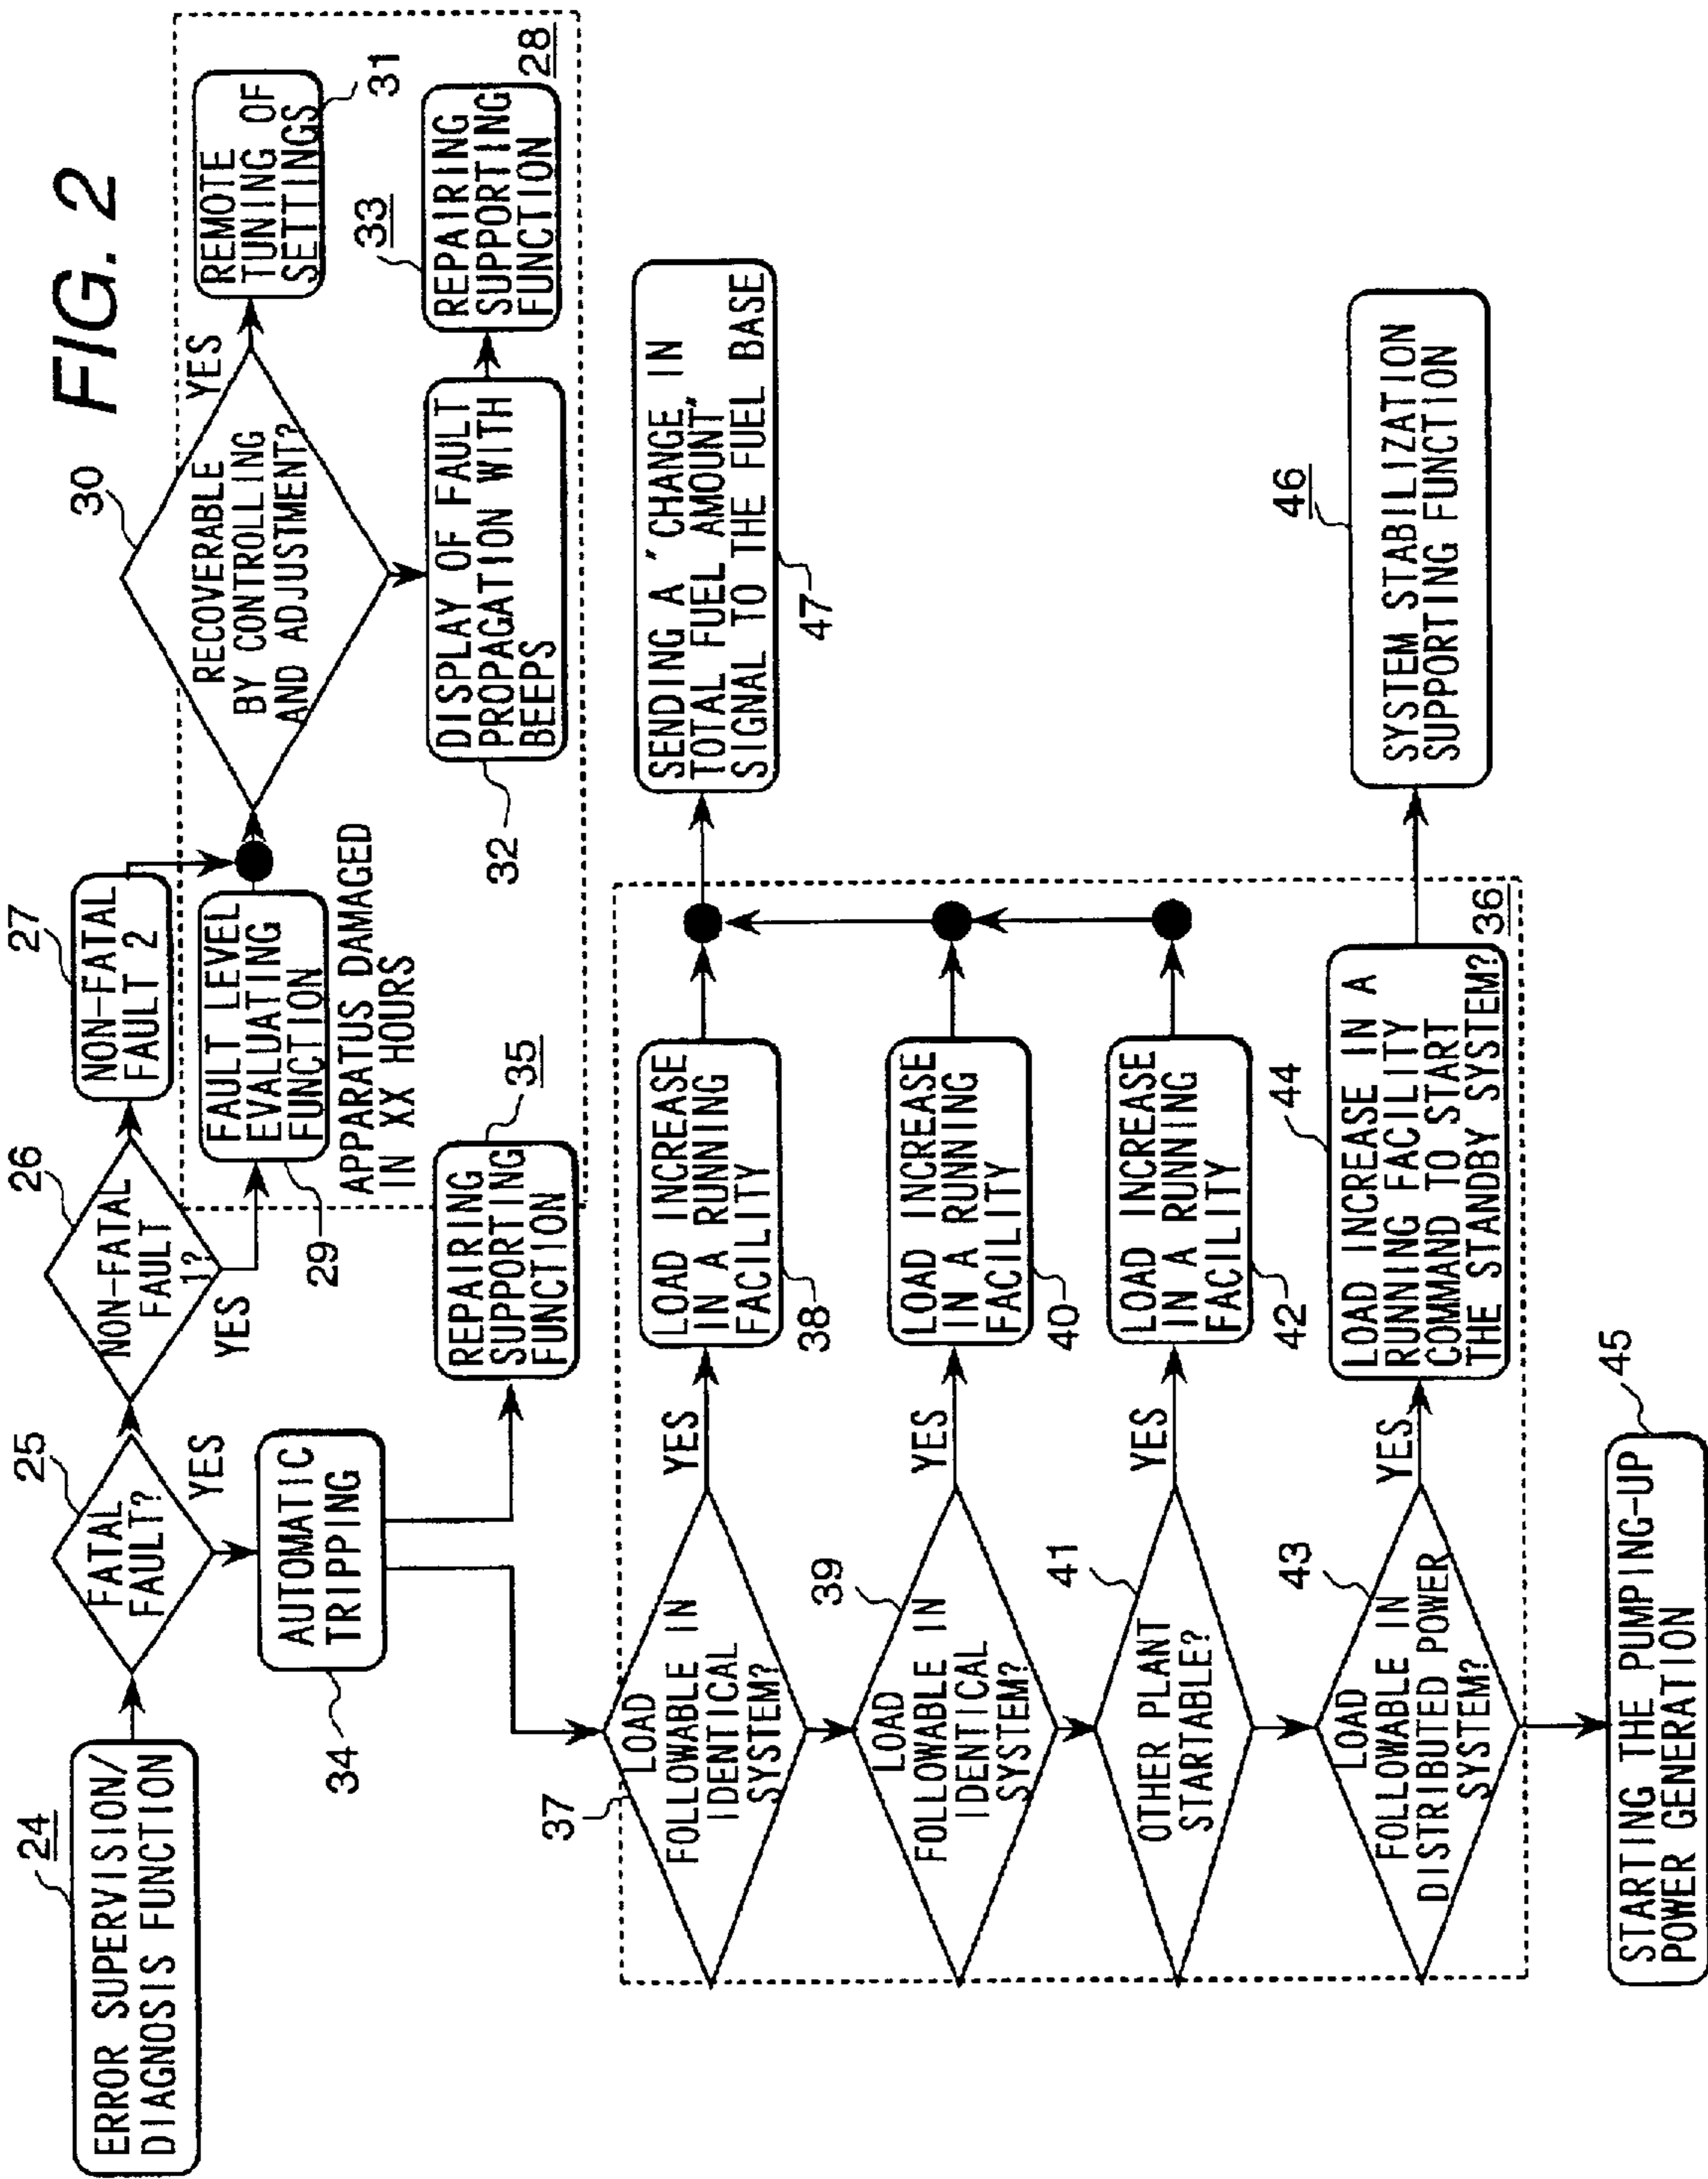 FIG. 2
24
ERROR SUPERVISION/
DIAGNOSIS FUNCTION
25
FATAL
FAULT?
YES
26
NON-FATAL
FAULT
1?
YES
27
NON-FATAL
FAULT 2
28
29
FAULT LEVEL
EVALUATING
FUNCTION
APPARATUS DAMAGED
IN XX HOURS
30
RECOVERABLE
BY CONTROLLING
AND ADJUSTMENT?
YES
REMOTE
TUNING OF
SETTINGS
31
DISPLAY OF FAULT
PROPAGATION WITH
BEEPS
32
33
REPAIRING
SUPPORTING
FUNCTION
AUTOMATIC
TRIPPING
34
35
REPAIRING
SUPPORTING
FUNCTION
36
37
LOAD
FOLLOWABLE IN
IDENTICAL
SYSTEM?
YES
LOAD INCREASE
IN A RUNNING
FACILITY
38
SENDING A "CHANGE IN
TOTAL FUEL AMOUNT"
SIGNAL TO THE FUEL BASE
47
39
LOAD
FOLLOWABLE IN
IDENTICAL
SYSTEM?
YES
LOAD INCREASE
IN A RUNNING
FACILITY
40
41
OTHER PLANT
STARTABLE?
YES
LOAD INCREASE
IN A RUNNING
FACILITY
42
43
LOAD
FOLLOWABLE IN
DISTRIBUTED POWER
SYSTEM?
YES
44
LOAD INCREASE IN A
RUNNING FACILITY
COMMAND TO START
THE STANDBY SYSTEM?
46
SYSTEM STABILIZATION
SUPPORTING FUNCTION
45
STARTING THE PUMPING-UP
POWER GENERATION